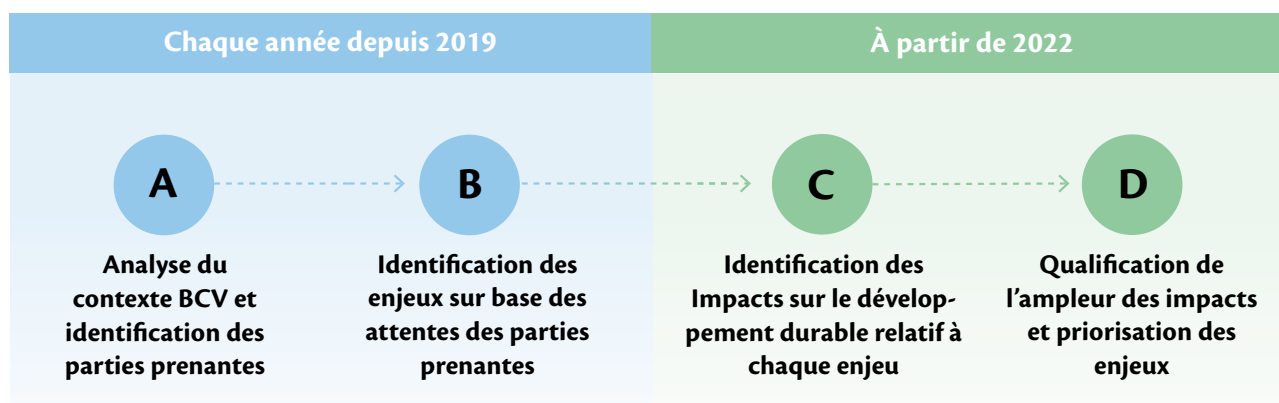 Chaque année depuis 2019
À partir de 2022
A
B
C
D
Analyse du
contexte BCV et
identification des
parties prenantes
Identification des
enjeux sur base des
attentes des parties
prenantes
Identification des
Impacts sur le dévelop-
pement durable relatif à
chaque enjeu
Qualification de
l’ampleur des impacts
et priorisation des
enjeux